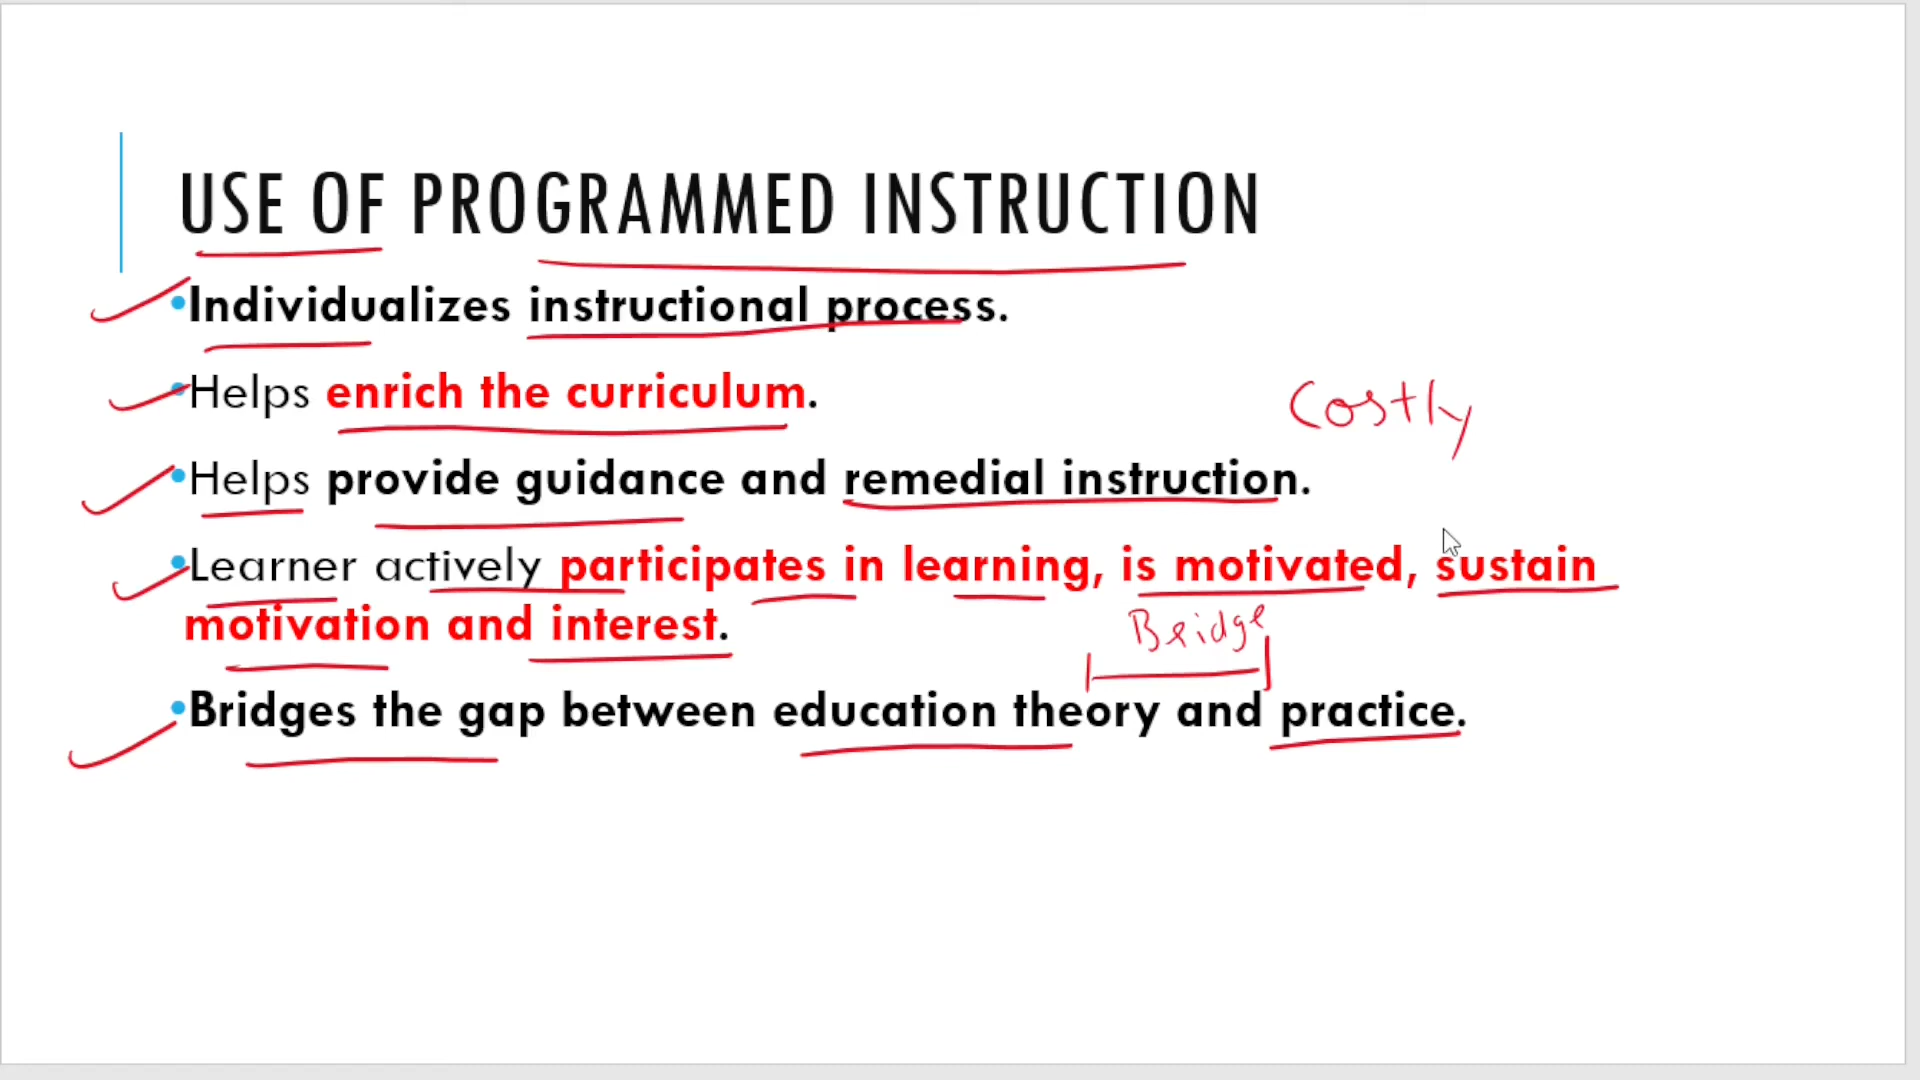 USE OF PROGRAMMED INSTRUCTION
•Individualizes instructional process.
•Helps enrich the curriculum.
Costly
•Helps provide guidance and remedial instruction.
•Learner actively participates in learning, is motivated, sustain
motivation and interest.
Bridge
•Bridges the gap between education theory and practice.